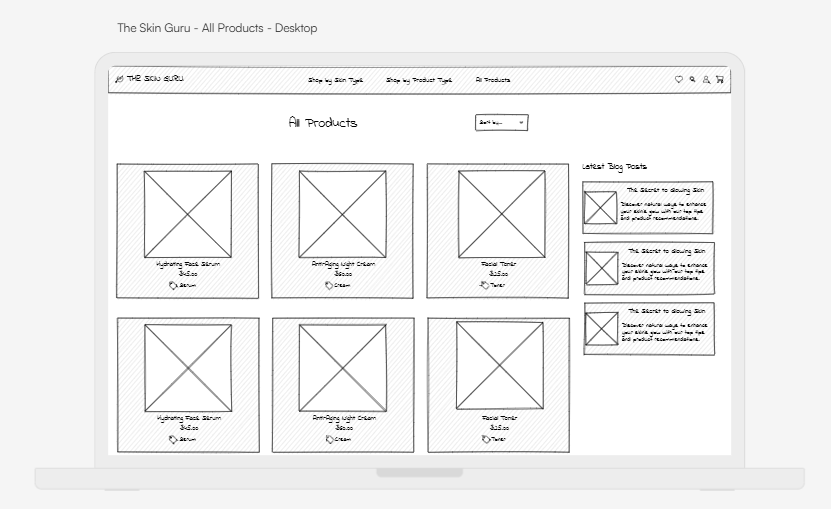 The Skin Guru - All Products - Desktop
THE SKIN GURU
Shop by Skin Type
Shop by Product Type
All Products
All Products
Sort by...
Hydrating Face Serum
$45.00
Serum
Anti-Aging Night Cream
$60.00
Cream
Facial Toner
$25.00
Toner
Hydrating Face Serum
$45.00
Serum
Anti-Aging Night Cream
$60.00
Cream
Facial Toner
$25.00
Toner
Latest Blog Posts
The Secret to Glowing Skin
Discover natural ways to enhance
your skin's glow with our top tips
and product recommendations.
The Secret to Glowing Skin
Discover natural ways to enhance
your skin's glow with our top tips
and product recommendations.
The Secret to Glowing Skin
Discover natural ways to enhance
your skin's glow with our top tips
and product recommendations.